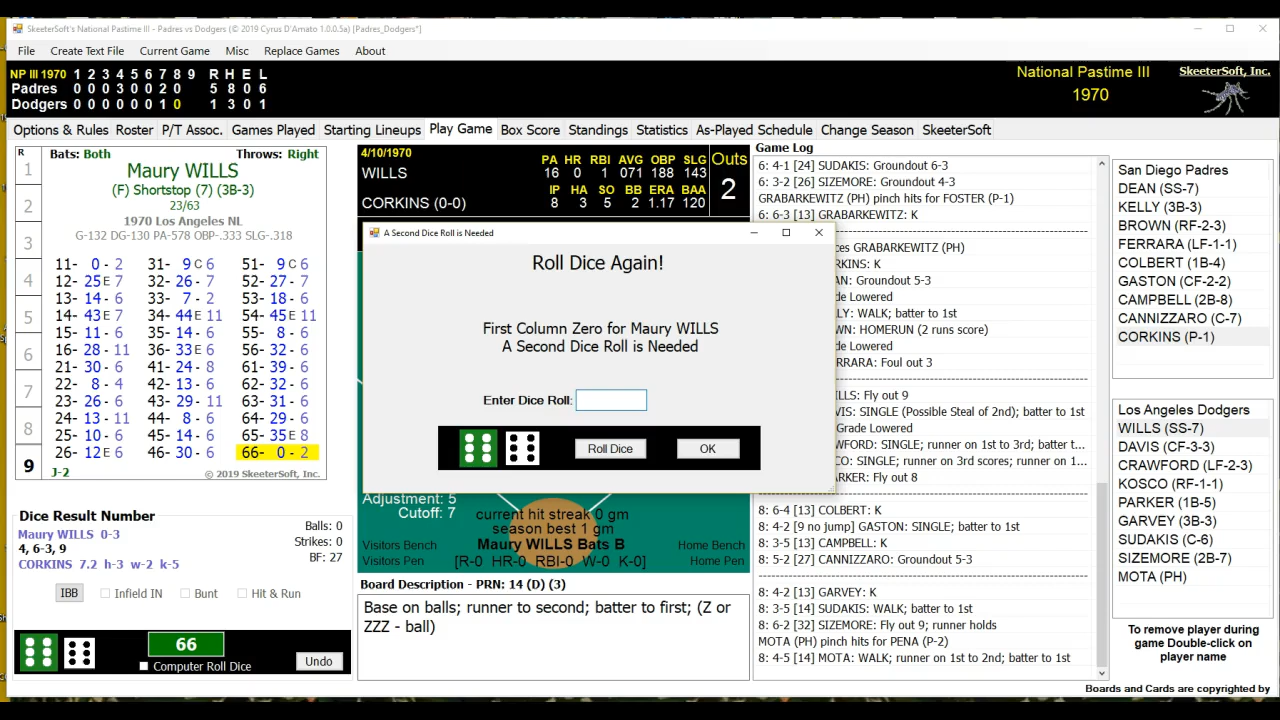 SkeeterSoft's National Pastime III - Padres vs Dodgers (© 2019 Cyrus D'Amato 1.0.0.5a) [Padres_Dodgers"]
File Create Text File Current Game Misc Replace Games About
NP III 1970 1 2 3 4 5 6 7 8 9 R H E L
Padres 0 0 0 3 0 0 2 0 5 8 0 6
Dodgers 0 0 0 0 0 0 1 0 1 3 0 1
National Pastime III
1970
SkeeterSoft, Inc.
Options & Rules Roster P/T Assoc. Games Played Starting Lineups Play Game Box Score Standings Statistics As-Played Schedule Change Season SkeeterSoft
R
1
2
3
4
5
6
7
8
9
Bats: Both Throws: Right
Maury WILLS
(F) Shortstop (7) (3B-3)
23/63
1970 Los Angeles NL
G-132 DG-130 PA-578 OBP-.333 SLG-.318
11- 0 - 2 31- 9 C 6 51- 9 C 6
12- 25 E 7 32- 26 - 7 52- 27 - 7
13- 14 - 6 33- 7 - 2 53- 18 - 6
14- 43 E 7 34- 44 E 11 54- 45 E 11
15- 11 - 6 35- 14 - 6 55- 8 - 6
16- 28 - 11 36- 33 E 6 56- 32 - 6
21- 30 - 6 41- 24 - 8 61- 39 - 6
22- 8 - 4 42- 13 - 6 62- 32 - 6
23- 26 - 6 43- 29 - 11 63- 31 - 6
24- 13 - 11 44- 8 - 6 64- 29 - 6
25- 10 - 6 45- 14 - 6 65- 35 E 8
26- 12 E 6 46- 30 - 6 66- 0 - 2
J-2 © 2019 SkeeterSoft, Inc.
Dice Result Number
Maury WILLS 0-3
4, 6-3, 9
CORKINS 7.2 h-3 w-2 k-5
Balls: 0
Strikes: 0
BF: 27
IBB Infield IN Bunt Hit & Run
66
Computer Roll Dice
Undo
4/10/1970
PA HR RBI AVG OBP SLG
WILLS 16 0 1 071 188 143
IP HA SO BB ERA BAA
CORKINS (0-0) 8 3 5 2 1.17 120
Outs
2
A Second Dice Roll is Needed
Roll Dice Again!
First Column Zero for Maury WILLS
A Second Dice Roll is Needed
Enter Dice Roll:
Roll Dice OK
Adjustment: 5
Cutoff: 7
current hit streak 0 gm
season best 1 gm
Visitors Bench Maury WILLS Bats B Home Bench
Visitors Pen [R-0 HR-0 RBI-0 W-0 K-0] Home Pen
Board Description - PRN: 14 (D) (3)
Base on balls; runner to second; batter to first; (Z or
ZZZ - ball)
Game Log
6: 4-1 [24] SUDAKIS: Groundout 6-3
6: 3-2 [26] SIZEMORE: Groundout 4-3
GRABARKEWITZ (PH) pinch hits for FOSTER (P-1)
6: 6-3 [13] GRABARKEWITZ: K
ces GRABARKEWITZ (PH)
KINS: K
AN: Groundout 5-3
de Lowered
LY: WALK; batter to 1st
WN: HOMERUN (2 runs score)
de Lowered
RARA: Foul out 3
LLS: Fly out 9
VIS: SINGLE (Possible Steal of 2nd); batter to 1st
Grade Lowered
WFORD: SINGLE; runner on 1st to 3rd; batter t...
CO: SINGLE; runner on 3rd scores; runner on 1...
RKER: Fly out 8
8: 6-4 [13] COLBERT: K
8: 4-2 [9 no jump] GASTON: SINGLE; batter to 1st
8: 3-5 [13] CAMPBELL: K
8: 5-2 [27] CANNIZZARO: Groundout 5-3
8: 4-2 [13] GARVEY: K
8: 3-5 [14] SUDAKIS: WALK; batter to 1st
8: 6-2 [32] SIZEMORE: Fly out 9; runner holds
MOTA (PH) pinch hits for PENA (P-2)
8: 4-5 [14] MOTA: WALK; runner on 1st to 2nd; batter to 1st
San Diego Padres
DEAN (SS-7)
KELLY (3B-3)
BROWN (RF-2-3)
FERRARA (LF-1-1)
COLBERT (1B-4)
GASTON (CF-2-2)
CAMPBELL (2B-8)
CANNIZZARO (C-7)
CORKINS (P-1)
Los Angeles Dodgers
WILLS (SS-7)
DAVIS (CF-3-3)
CRAWFORD (LF-2-3)
KOSCO (RF-1-1)
PARKER (1B-5)
GARVEY (3B-3)
SUDAKIS (C-6)
SIZEMORE (2B-7)
MOTA (PH)
To remove player during
game Double-click on
player name
Boards and Cards are copyrighted by